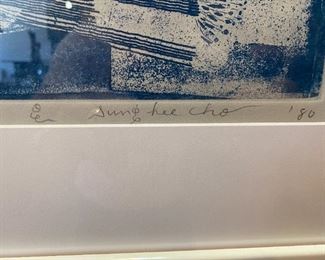 Sung hee Cho '80